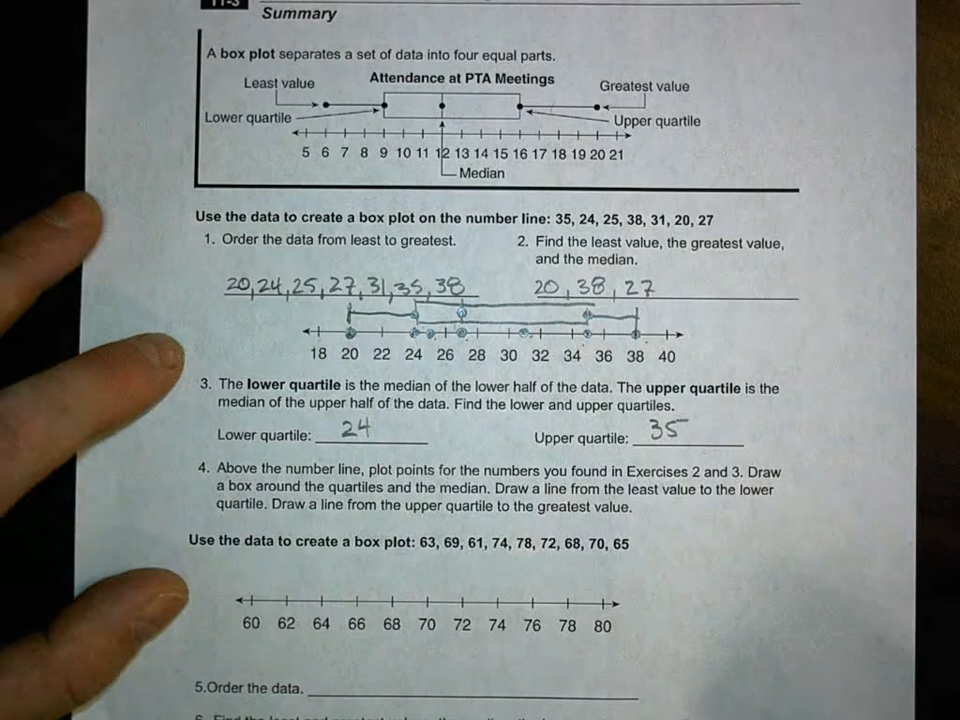 11-3
Summary
A box plot separates a set of data into four equal parts.
Least value
Attendance at PTA Meetings
Greatest value
Lower quartile
Upper quartile
5 6 7 8 9 10 11 12 13 14 15 16 17 18 19 20 21
Median
Use the data to create a box plot on the number line: 35, 24, 25, 38, 31, 20, 27
1. Order the data from least to greatest.
2. Find the least value, the greatest value,
and the median.
20, 24, 25, 27, 31, 35, 38
20, 38, 27
18 20 22 24 26 28 30 32 34 36 38 40
3. The lower quartile is the median of the lower half of the data. The upper quartile is the
median of the upper half of the data. Find the lower and upper quartiles.
Lower quartile: 24
Upper quartile: 35
4. Above the number line, plot points for the numbers you found in Exercises 2 and 3. Draw
a box around the quartiles and the median. Draw a line from the least value to the lower
quartile. Draw a line from the upper quartile to the greatest value.
Use the data to create a box plot: 63, 69, 61, 74, 78, 72, 68, 70, 65
60 62 64 66 68 70 72 74 76 78 80
5.Order the data.